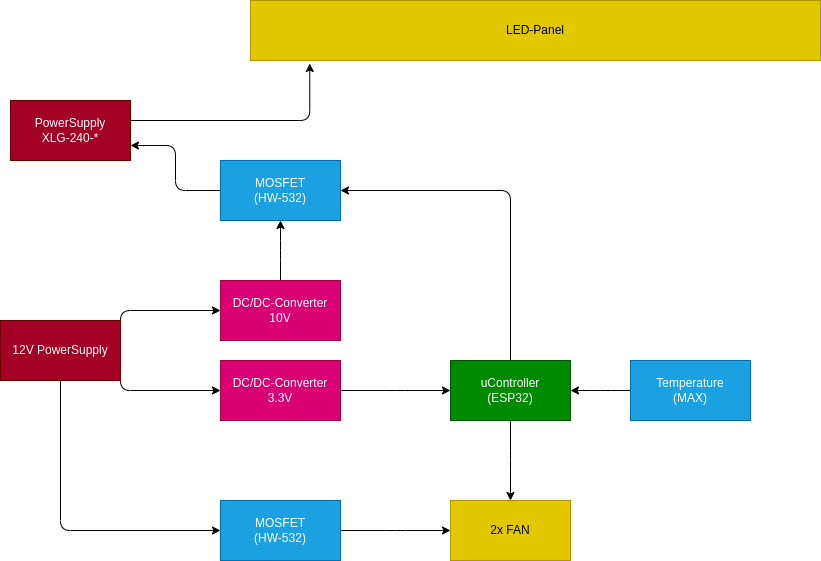 LED-Panel
PowerSupply
XLG-240-*
MOSFET
(HW-532)
DC/DC-Converter
10V
12V PowerSupply
DC/DC-Converter
3.3V
uController
(ESP32)
Temperature
(MAX)
MOSFET
(HW-532)
2x FAN